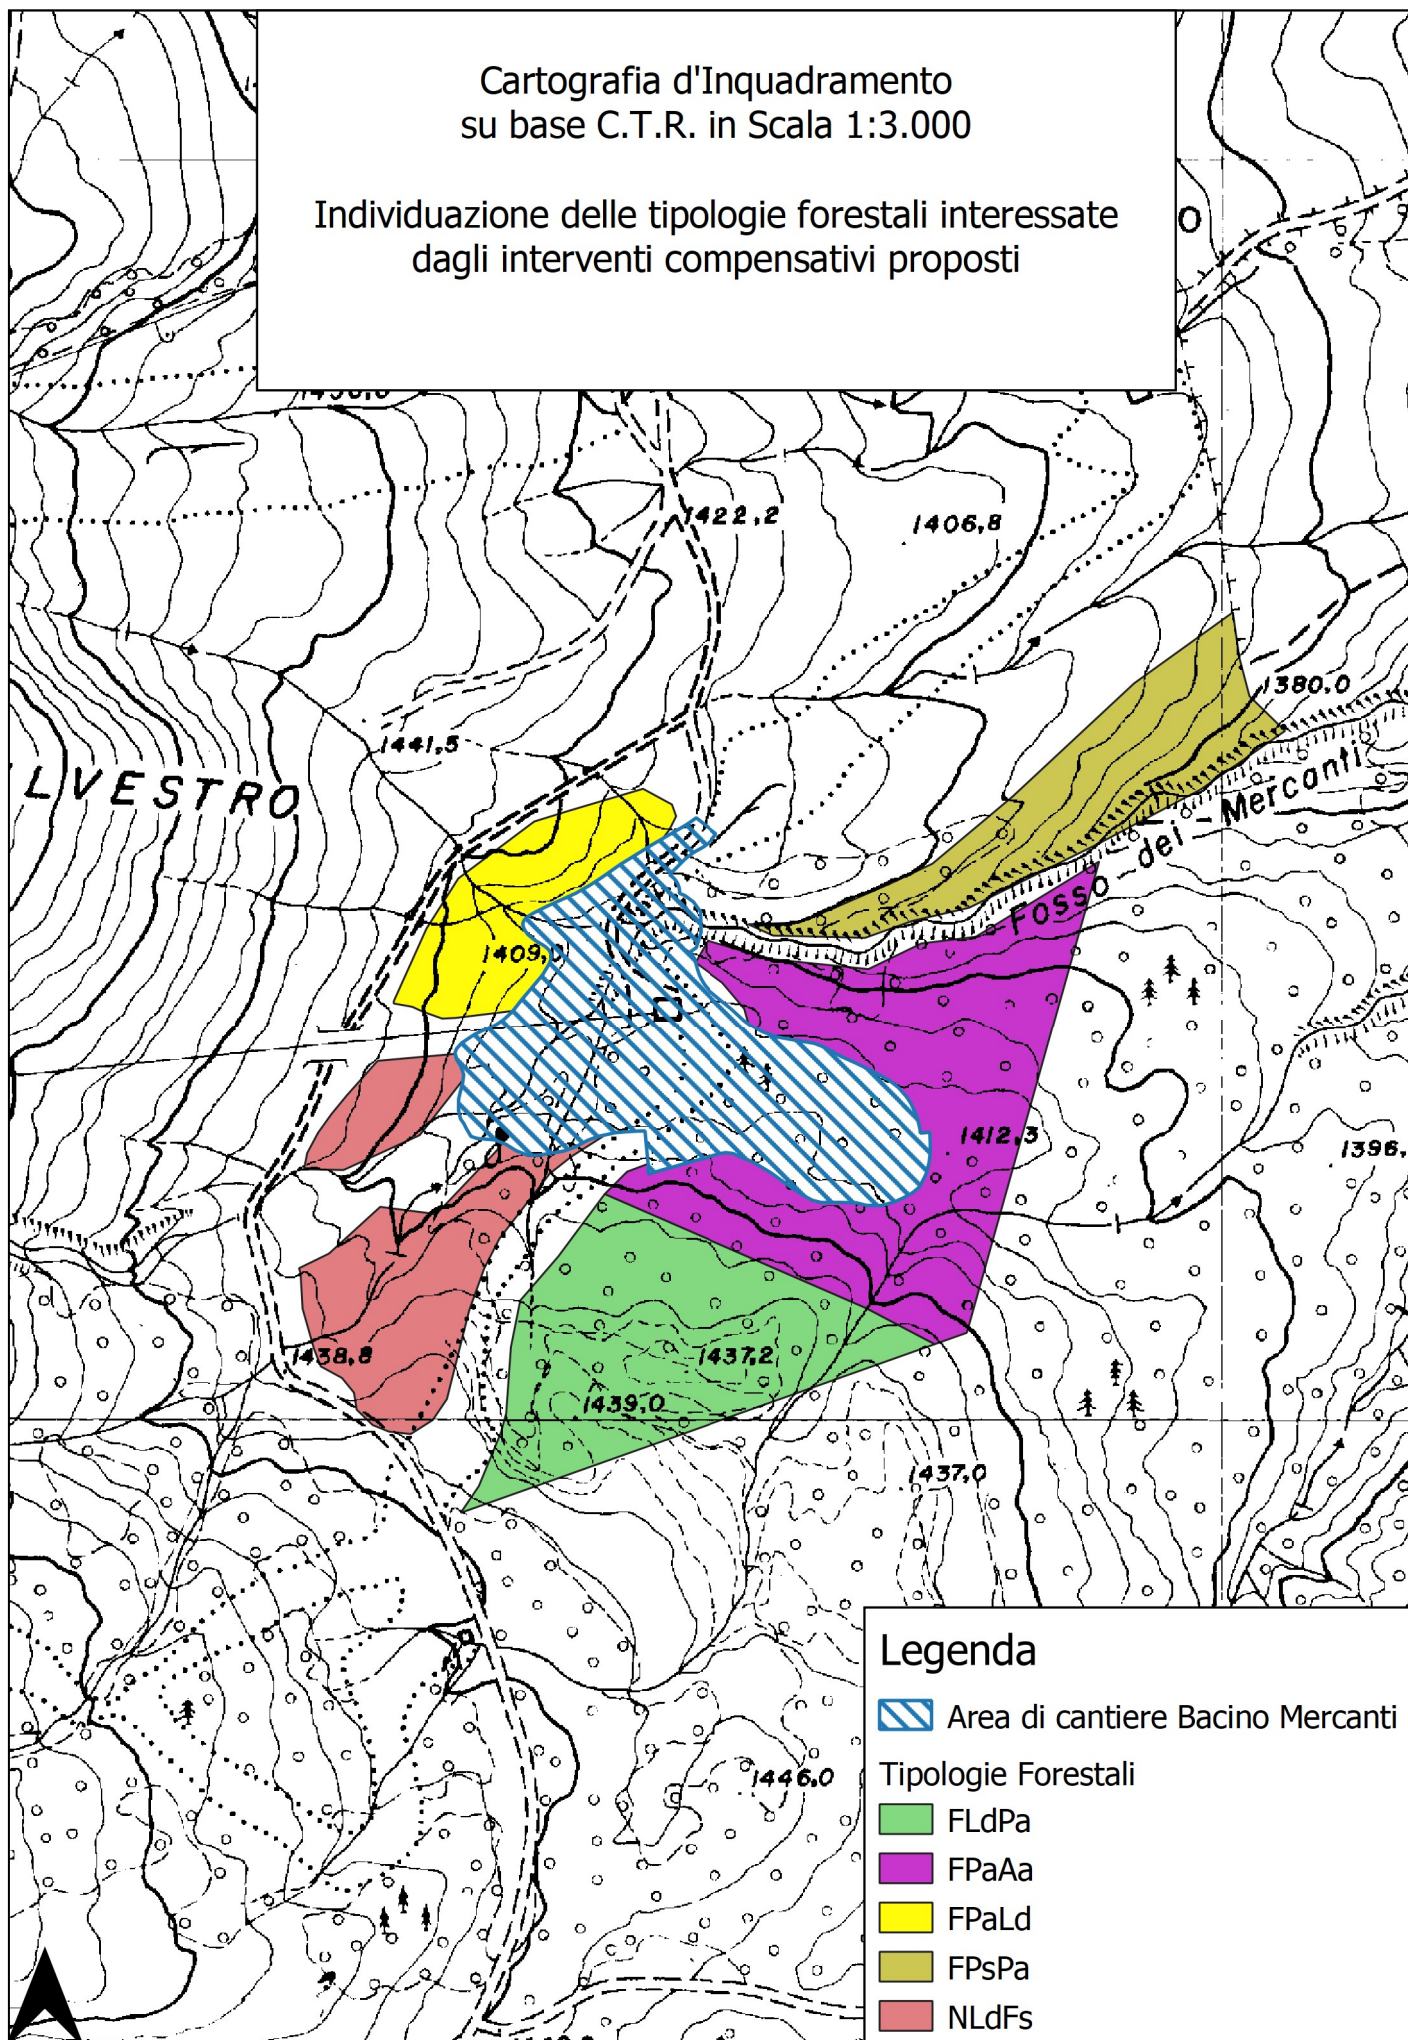 Cartografia d'Inquadramento
su base C.T.R. in Scala 1:3.000
Individuazione delle tipologie forestali interessate
dagli interventi compensativi proposti
O
1422,2
1406,8
1380,0
1441,5
LVESTRO
Fosso dei Mercanti
1409,0
1412,3
1396,
1438,8
1437,2
1439,0
1437,0
1446,0
Legenda
Area di cantiere Bacino Mercanti
Tipologie Forestali
FLdPa
FPaAa
FPaLd
FPsPa
NLdFs